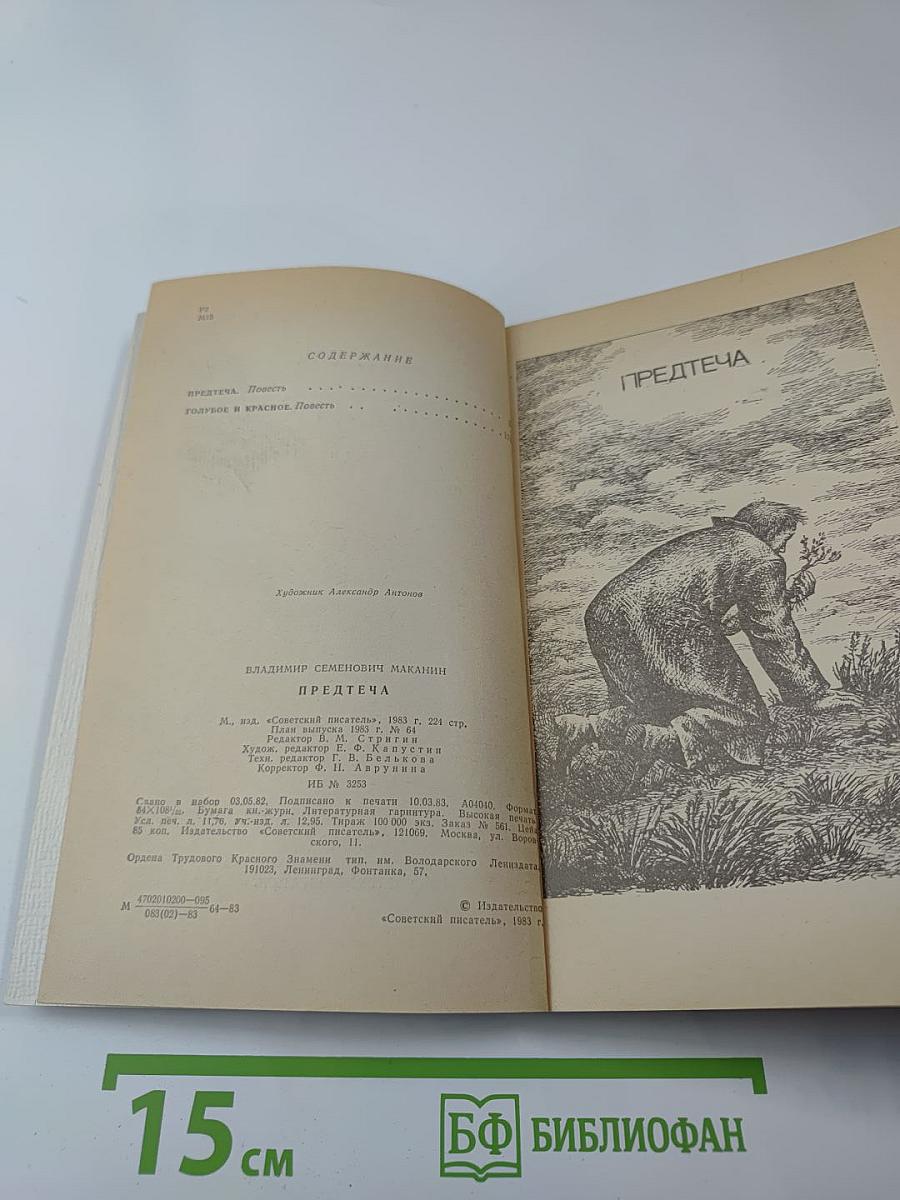 Р2
М15
СОДЕРЖАНИЕ
ПРЕДТЕЧА. Повесть . . . . . . . . . . . . . . . .
ГОЛУБОЕ И КРАСНОЕ. Повесть . . . . . . . . . . . .
Художник Александр Антонов
ВЛАДИМИР СЕМЕНОВИЧ МАКАНИН
ПРЕДТЕЧА
М., изд. «Советский писатель», 1983 г. 224 стр.
План выпуска 1983 г. № 64
Редактор В. М. Стригин
Худож. редактор Е. Ф. Капустин
Техн. редактор Г. В. Белькова
Корректор Ф. Н. Аврунина
ИБ № 3253
Сдано в набор 03.05.82. Подписано к печати 10.03.83. А04040. Формат
84×108¹/₃₂. Бумага кн.-журн. Литературная гарнитура. Высокая печать.
Усл. печ. л. 11,76. Уч.-изд. л. 12,95. Тираж 100 000 экз. Заказ № 561. Цена
85 коп. Издательство «Советский писатель», 121069. Москва, ул. Воров
ского, 11.
Ордена Трудового Красного Знамени тип. им. Володарского Лениздата,
191023, Ленинград, Фонтанка, 57.
М 4702010200—095 64—83
083(02)—83
© Издательство
«Советский писатель», 1983 г.
ПРЕДТЕЧА
15 см
БФ БИБЛИОФАН